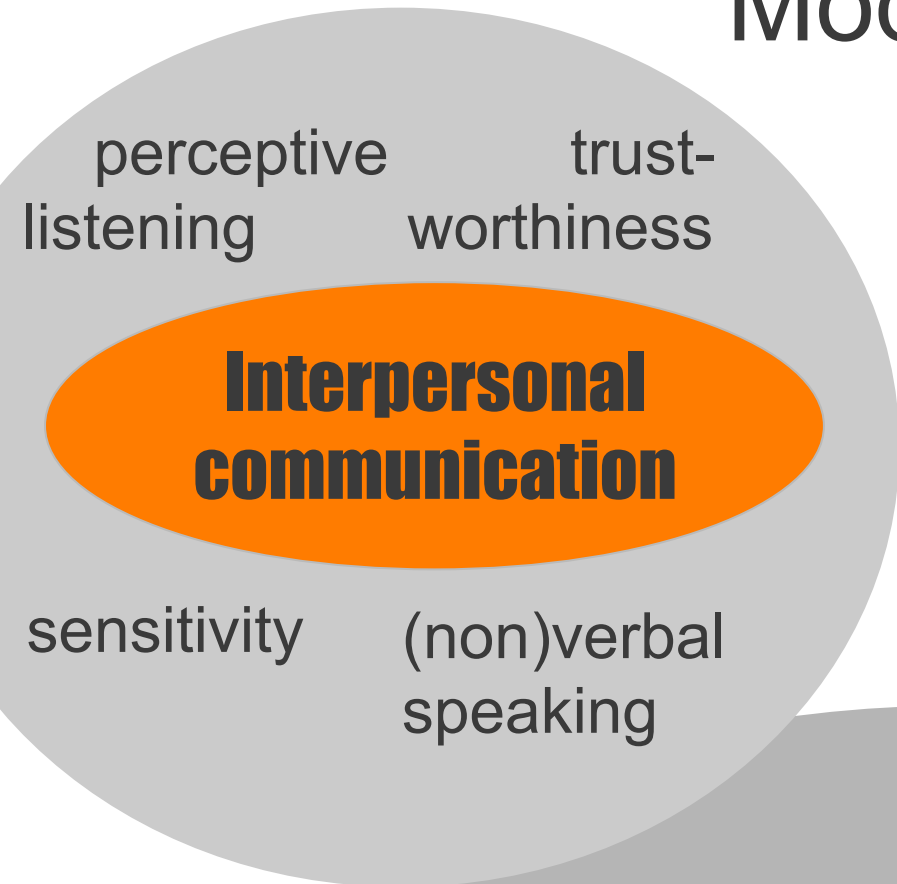 perceptive trust-
listening worthiness
Interpersonal
communication
sensitivity (non)verbal
speaking